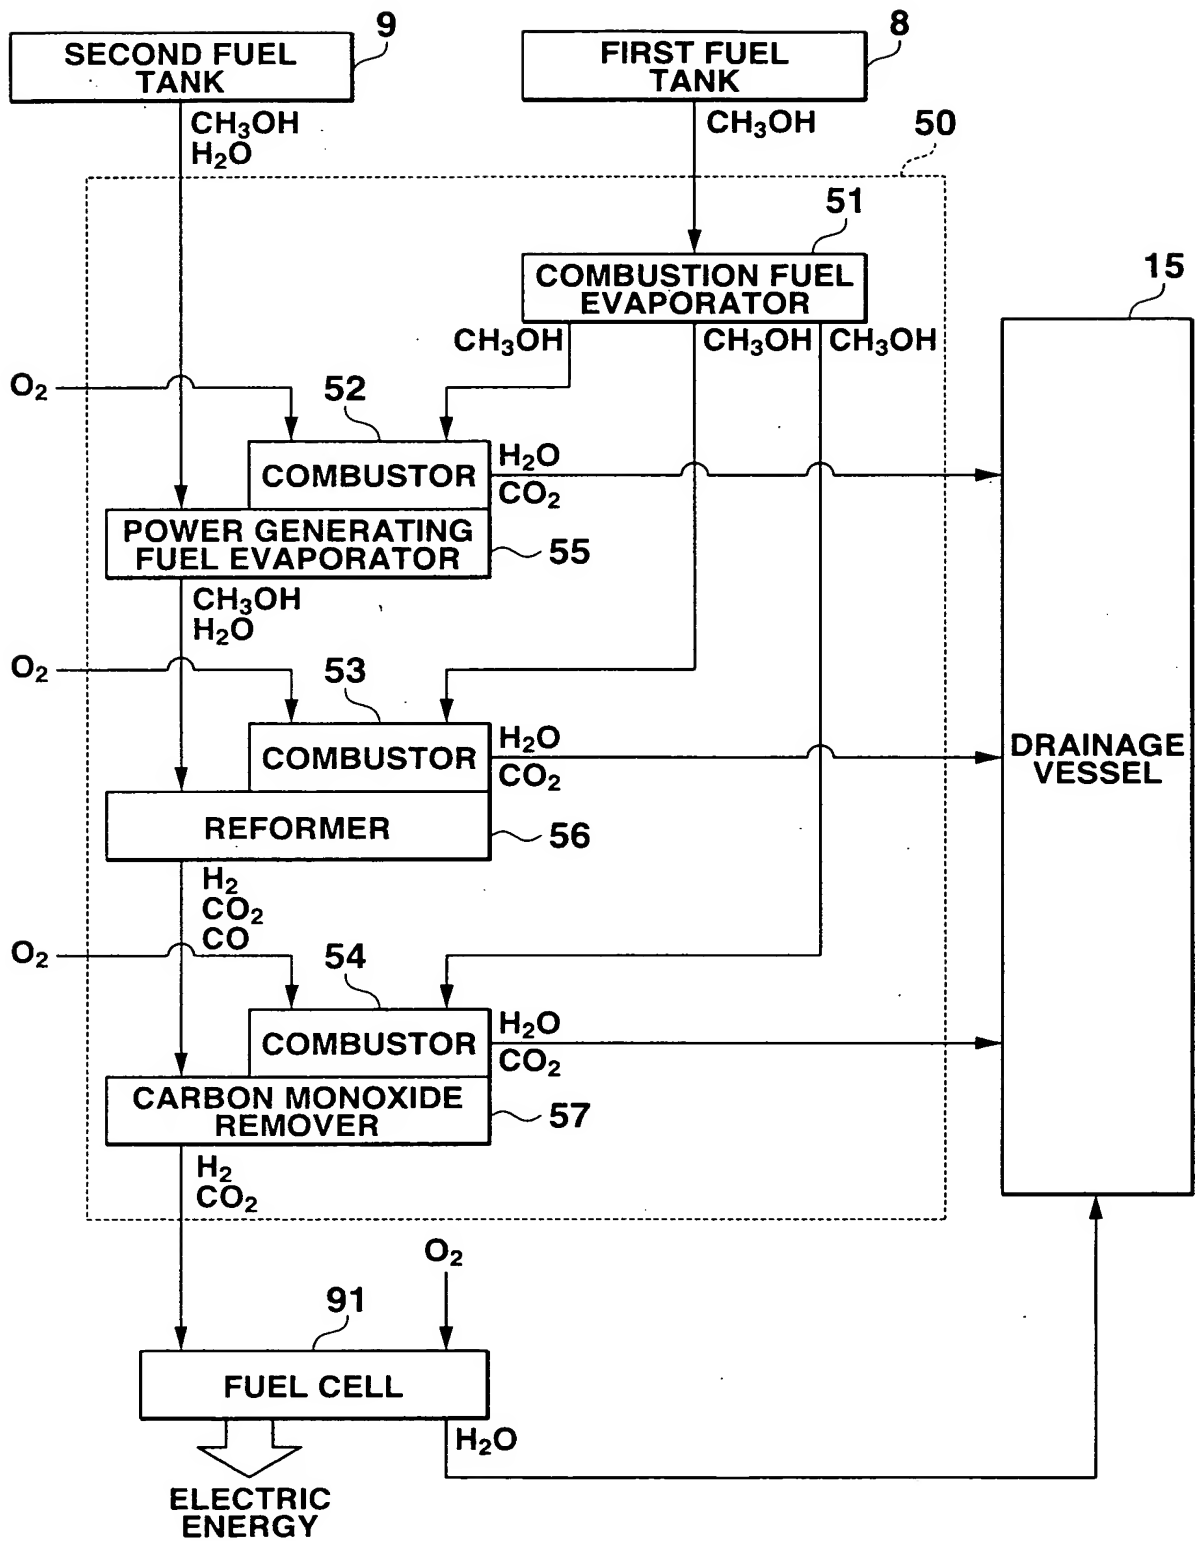 9
8
SECOND FUEL
TANK
FIRST FUEL
TANK
CH₃OH
H₂O
CH₃OH
50
51
COMBUSTION FUEL
EVAPORATOR
15
CH₃OH
CH₃OH
CH₃OH
O₂
52
COMBUSTOR
H₂O
CO₂
POWER GENERATING
FUEL EVAPORATOR
55
CH₃OH
H₂O
O₂
53
COMBUSTOR
H₂O
CO₂
DRAINAGE
VESSEL
REFORMER
56
H₂
CO₂
CO
O₂
54
COMBUSTOR
H₂O
CO₂
CARBON MONOXIDE
REMOVER
57
H₂
CO₂
O₂
91
FUEL CELL
H₂O
ELECTRIC
ENERGY